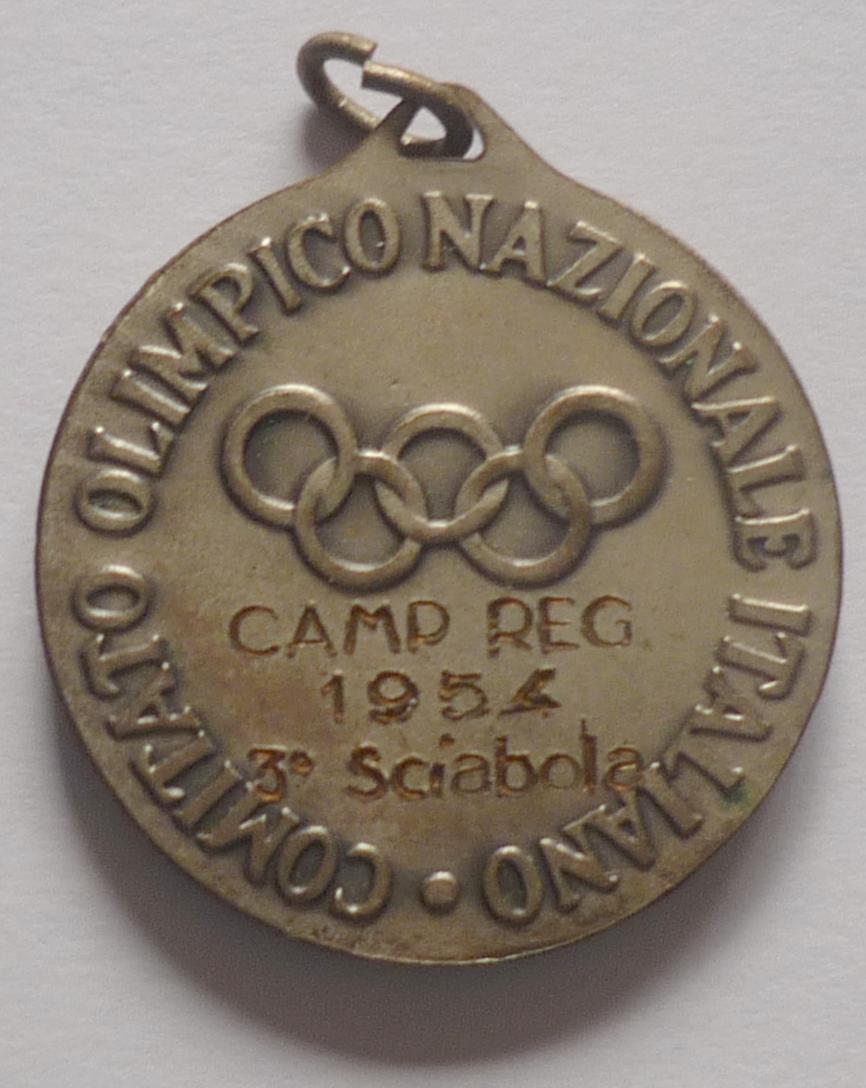 COMITATO OLIMPICO NAZIONALE ITALIANO •
CAMP REG
1954
3° Sciabola